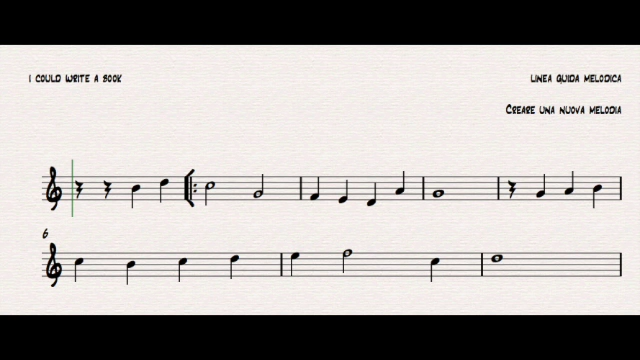 I COULD WRITE A BOOK
LINEA GUIDA MELODICA
CREARE UNA NUOVA MELODIA
6